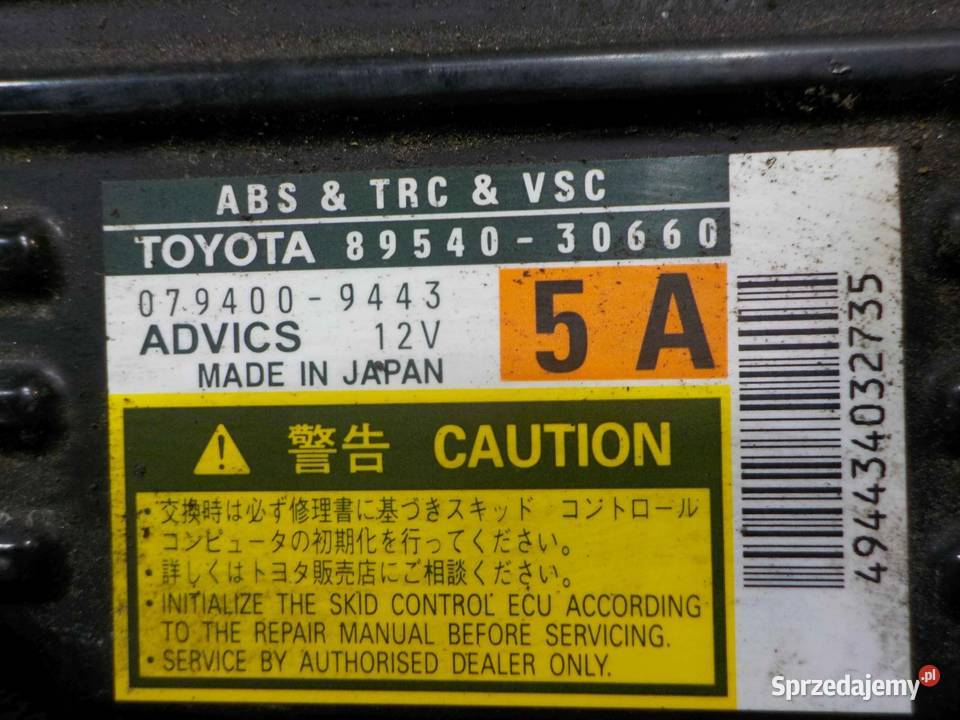 ABS & TRC & VSC
TOYOTA 89540-30660
079400-9443
ADVICS 12V
MADE IN JAPAN
5A
警告 CAUTION
・交換時は必ず修理書に基づきスキッド コントロール
コンピュータの初期化を行ってください。
・詳しくはトヨタ販売店にご相談ください。
・INITIALIZE THE SKID CONTROL ECU ACCORDING
TO THE REPAIR MANUAL BEFORE SERVICING.
・SERVICE BY AUTHORISED DEALER ONLY.
494434032735
Sprzedajemy.pl